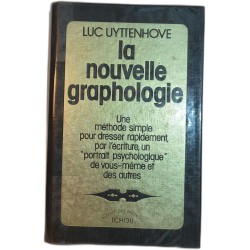 LUC UYTTENHOVE
la
nouvelle
graphologie
Une
méthode simple
pour dresser rapidement,
par l'écriture, un
"portrait psychologique"
de vous-même et
des autres
TCHOU